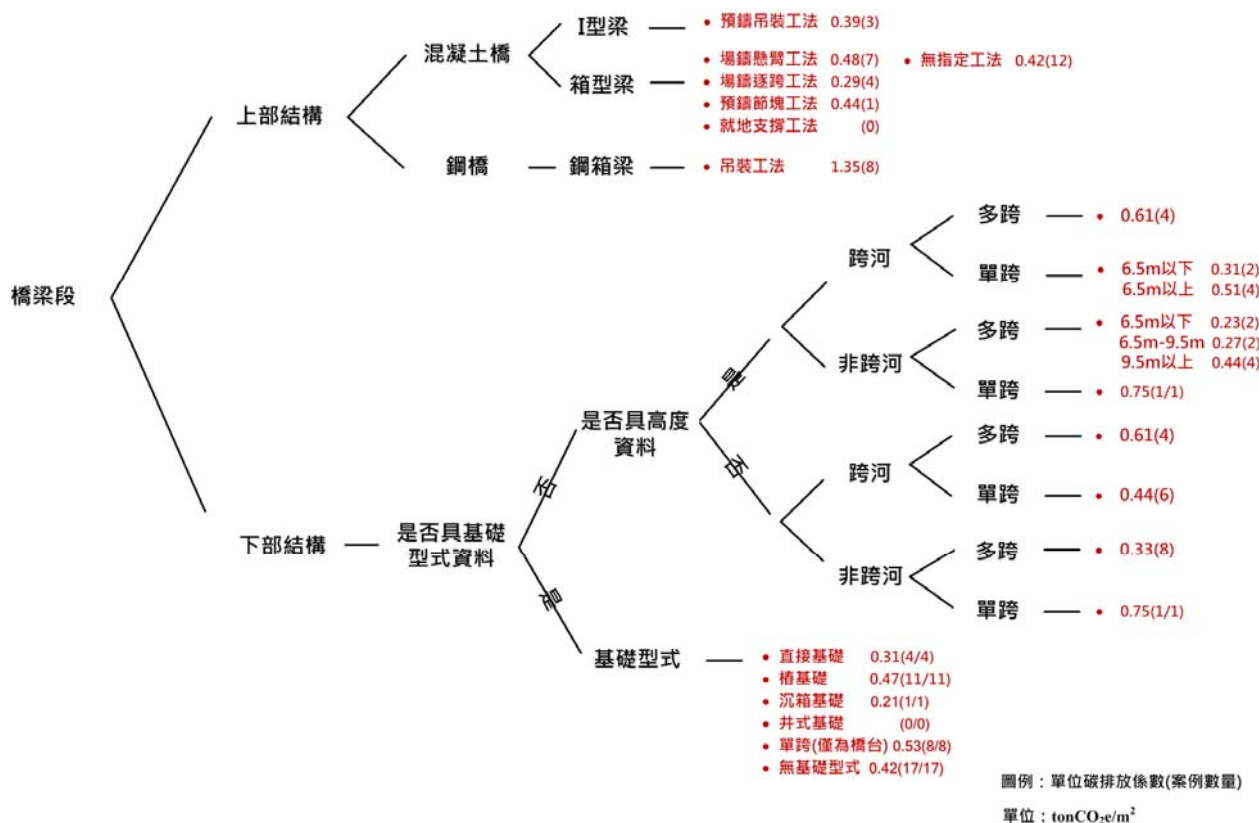 橋梁段
上部結構
混凝土橋
I型梁
• 預鑄吊裝工法 0.39(3)
箱型梁
• 場鑄懸臂工法 0.48(7)
• 場鑄逐跨工法 0.29(4)
• 預鑄節塊工法 0.44(1)
• 就地支撐工法 (0)
• 無指定工法 0.42(12)
鋼橋
鋼箱梁
• 吊裝工法 1.35(8)
下部結構
是否具基礎
型式資料
否
是否具高度
資料
是
跨河
多跨
• 0.61(4)
單跨
• 6.5m以下 0.31(2)
6.5m以上 0.51(4)
非跨河
多跨
• 6.5m以下 0.23(2)
6.5m-9.5m 0.27(2)
9.5m以上 0.44(4)
單跨
• 0.75(1/1)
否
跨河
多跨
• 0.61(4)
單跨
• 0.44(6)
非跨河
多跨
• 0.33(8)
單跨
• 0.75(1/1)
是
基礎型式
• 直接基礎 0.31(4/4)
• 樁基礎 0.47(11/11)
• 沉箱基礎 0.21(1/1)
• 井式基礎 (0/0)
• 單跨(僅為橋台) 0.53(8/8)
• 無基礎型式 0.42(17/17)
圖例：單位碳排放係數(案例數量)
單位：tonCO₂e/m²